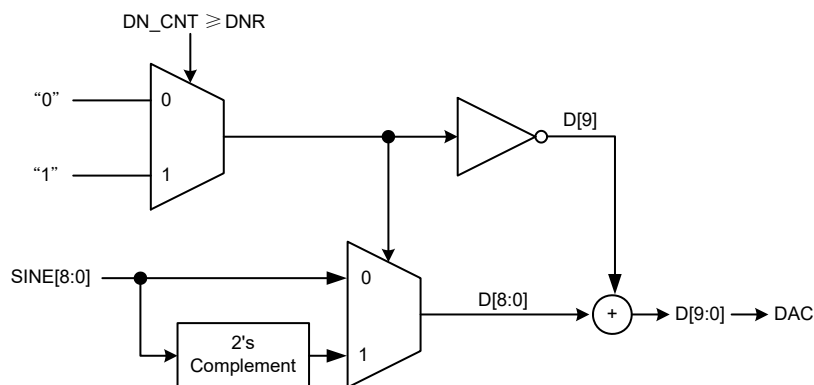 DN_CNT ≥ DNR
“0”
0
“1”
1
D[9]
SINE[8:0]
0
D[8:0]
+
D[9:0]
DAC
2's
Complement
1